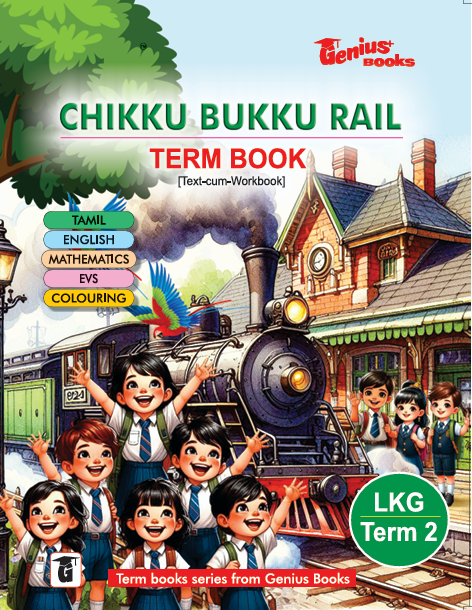 Genius+
BOOKS
CHIKKU BUKKU RAIL
TERM BOOK
[Text-cum-Workbook]
TAMIL
ENGLISH
MATHEMATICS
EVS
COLOURING
LKG
Term 2
G
Term books series from Genius Books